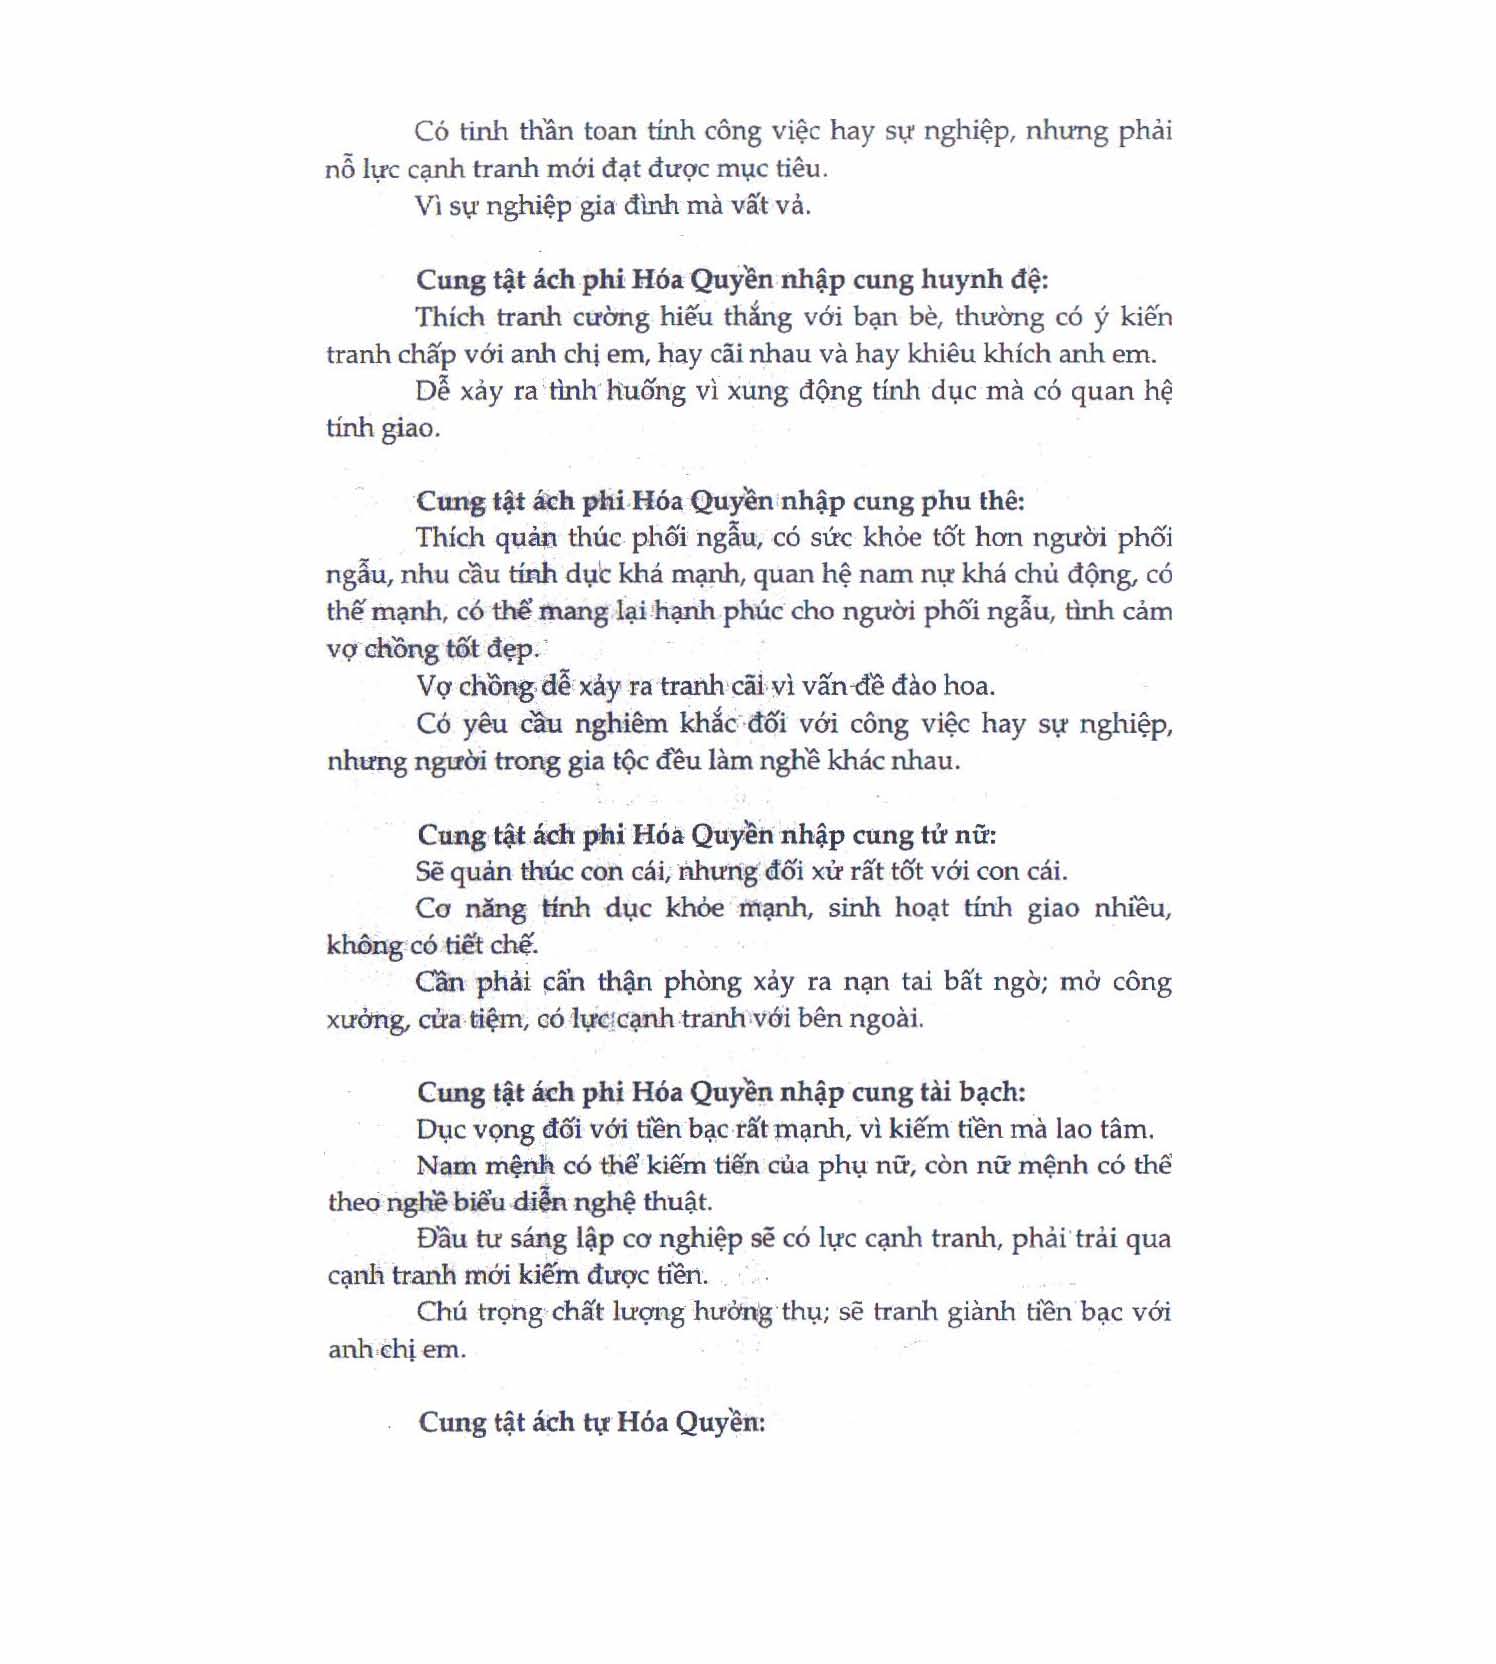 Có tinh thần toan tính công việc hay sự nghiệp, nhưng phải
nỗ lực cạnh tranh mới đạt được mục tiêu.
Vì sự nghiệp gia đình mà vất vả.
Cung tật ách phi Hóa Quyền nhập cung huynh đệ:
Thích tranh cường hiếu thắng với bạn bè, thường có ý kiến
tranh chấp với anh chị em, hay cãi nhau và hay khiêu khích anh em.
Dễ xảy ra tình huống vì xung động tính dục mà có quan hệ
tính giao.
Cung tật ách phi Hóa Quyền nhập cung phu thê:
Thích quản thúc phối ngẫu, có sức khỏe tốt hơn người phối
ngẫu, nhu cầu tính dục khá mạnh, quan hệ nam nự khá chủ động, có
thế mạnh, có thể mang lại hạnh phúc cho người phối ngẫu, tình cảm
vợ chồng tốt đẹp.
Vợ chồng dễ xảy ra tranh cãi vì vấn đề đào hoa.
Có yêu cầu nghiêm khắc đối với công việc hay sự nghiệp,
nhưng người trong gia tộc đều làm nghề khác nhau.
Cung tật ách phi Hóa Quyền nhập cung tử nữ:
Sẽ quản thúc con cái, nhưng đối xử rất tốt với con cái.
Cơ năng tính dục khỏe mạnh, sinh hoạt tính giao nhiều,
không có tiết chế.
Cần phải cẩn thận phòng xảy ra nạn tai bất ngờ; mở công
xưởng, cửa tiệm, có lực cạnh tranh với bên ngoài.
Cung tật ách phi Hóa Quyền nhập cung tài bạch:
Dục vọng đối với tiền bạc rất mạnh, vì kiếm tiền mà lao tâm.
Nam mệnh có thể kiếm tiến của phụ nữ, còn nữ mệnh có thể
theo nghề biểu diễn nghệ thuật.
Đầu tư sáng lập cơ nghiệp sẽ có lực cạnh tranh, phải trải qua
cạnh tranh mới kiếm được tiền.
Chú trọng chất lượng hưởng thụ; sẽ tranh giành tiền bạc với
anh chị em.
Cung tật ách tự Hóa Quyền: